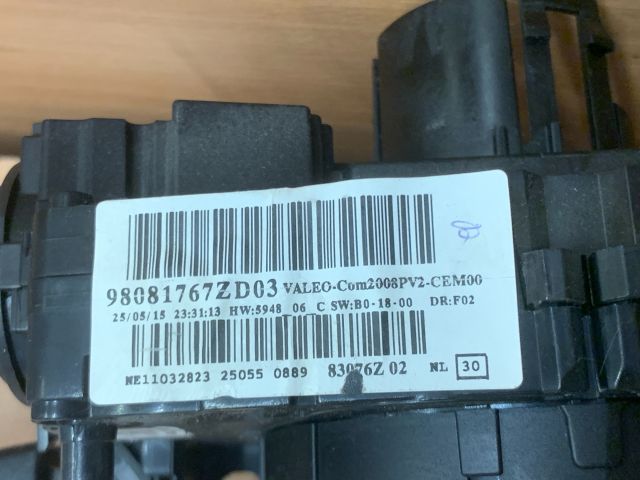 98081767ZD03 VALEO-Com2008PV2-CEM00
25/05/15 23:31:13 HW:5948_06_C SW:B0-18-00 DR:F02
NE11032823 25055 0889 83076Z 02 NL 30